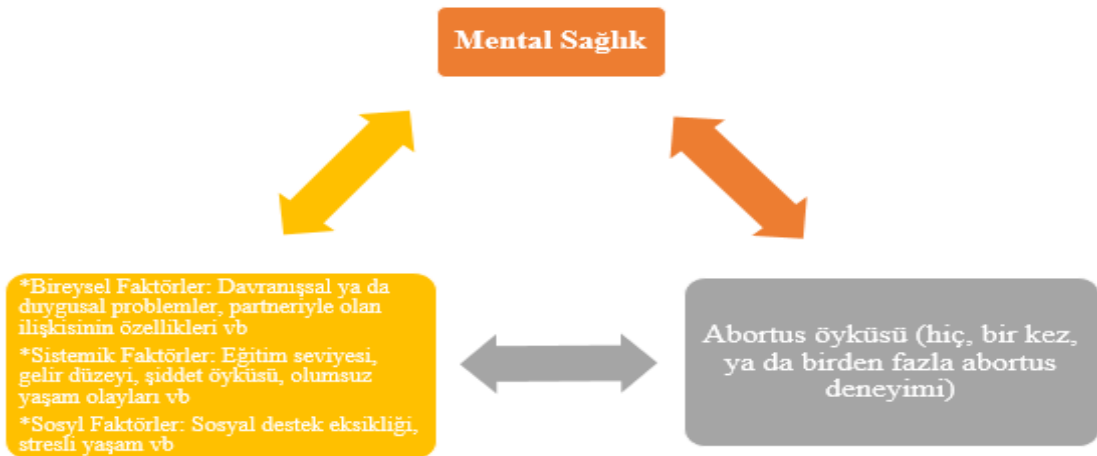 Mental Sağlık
*Bireysel Faktörler: Davranışsal ya da
duygusal problemler, partneriyle olan
ilişkisinin özellikleri vb
*Sistemik Faktörler: Eğitim seviyesi,
gelir düzeyi, şiddet öyküsü, olumsuz
yaşam olayları vb
*Sosyl Faktörler: Sosyal destek eksikliği,
stresli yaşam vb
Abortus öyküsü (hiç, bir kez,
ya da birden fazla abortus
deneyimi)